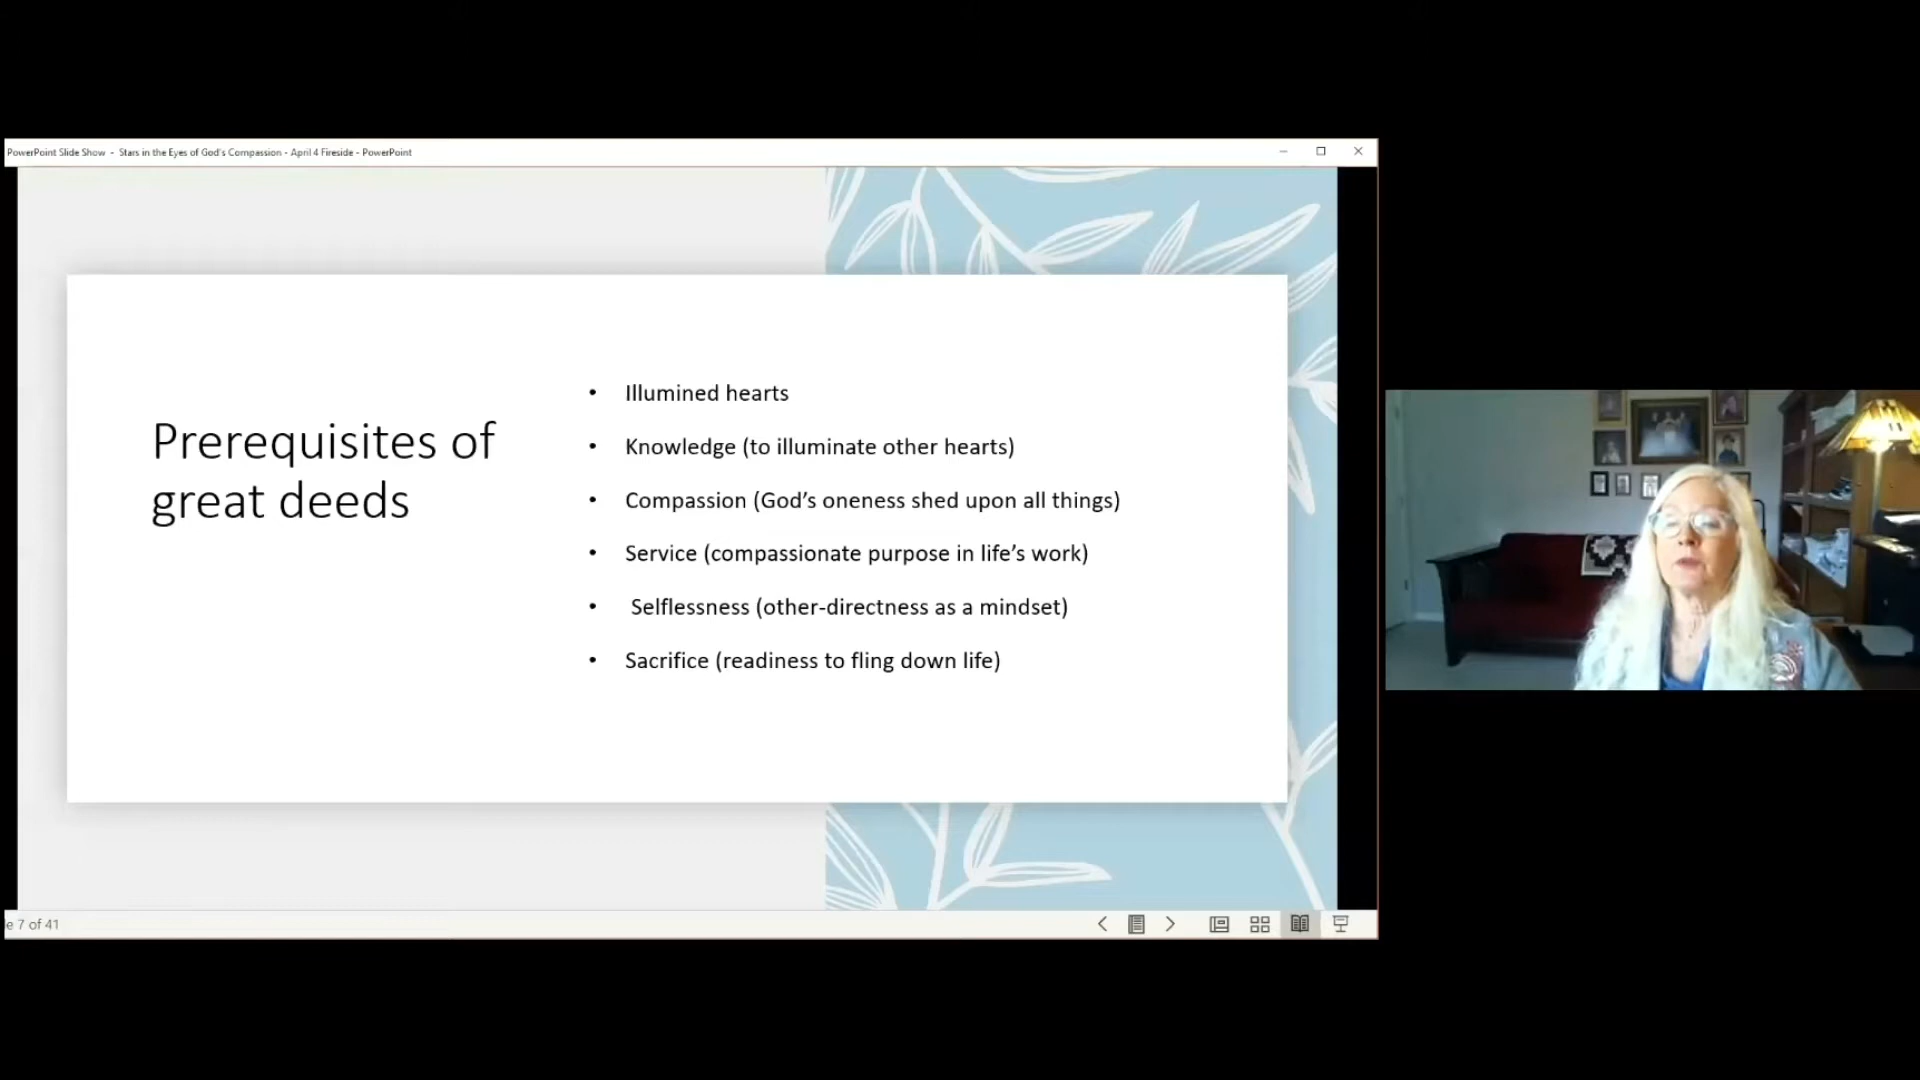 PowerPoint Slide Show - Stars in the Eyes of God's Compassion - April 4 Fireside - PowerPoint
Prerequisites of
great deeds
• Illumined hearts
• Knowledge (to illuminate other hearts)
• Compassion (God’s oneness shed upon all things)
• Service (compassionate purpose in life’s work)
• Selflessness (other-directness as a mindset)
• Sacrifice (readiness to fling down life)
e 7 of 41